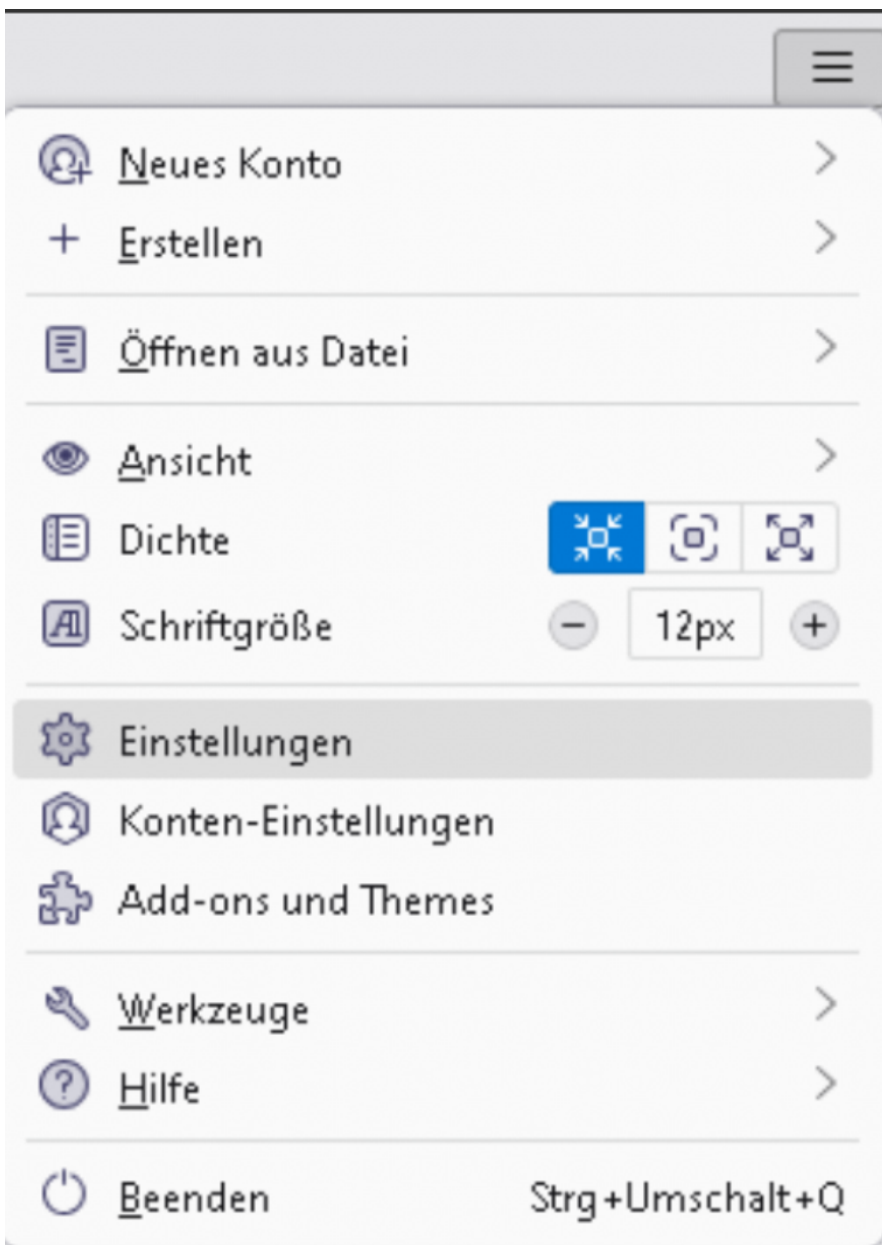 Neues Konto
Erstellen
Öffnen aus Datei
Ansicht
Dichte
Schriftgröße 12px
Einstellungen
Konten-Einstellungen
Add-ons und Themes
Werkzeuge
Hilfe
Beenden Strg+Umschalt+Q